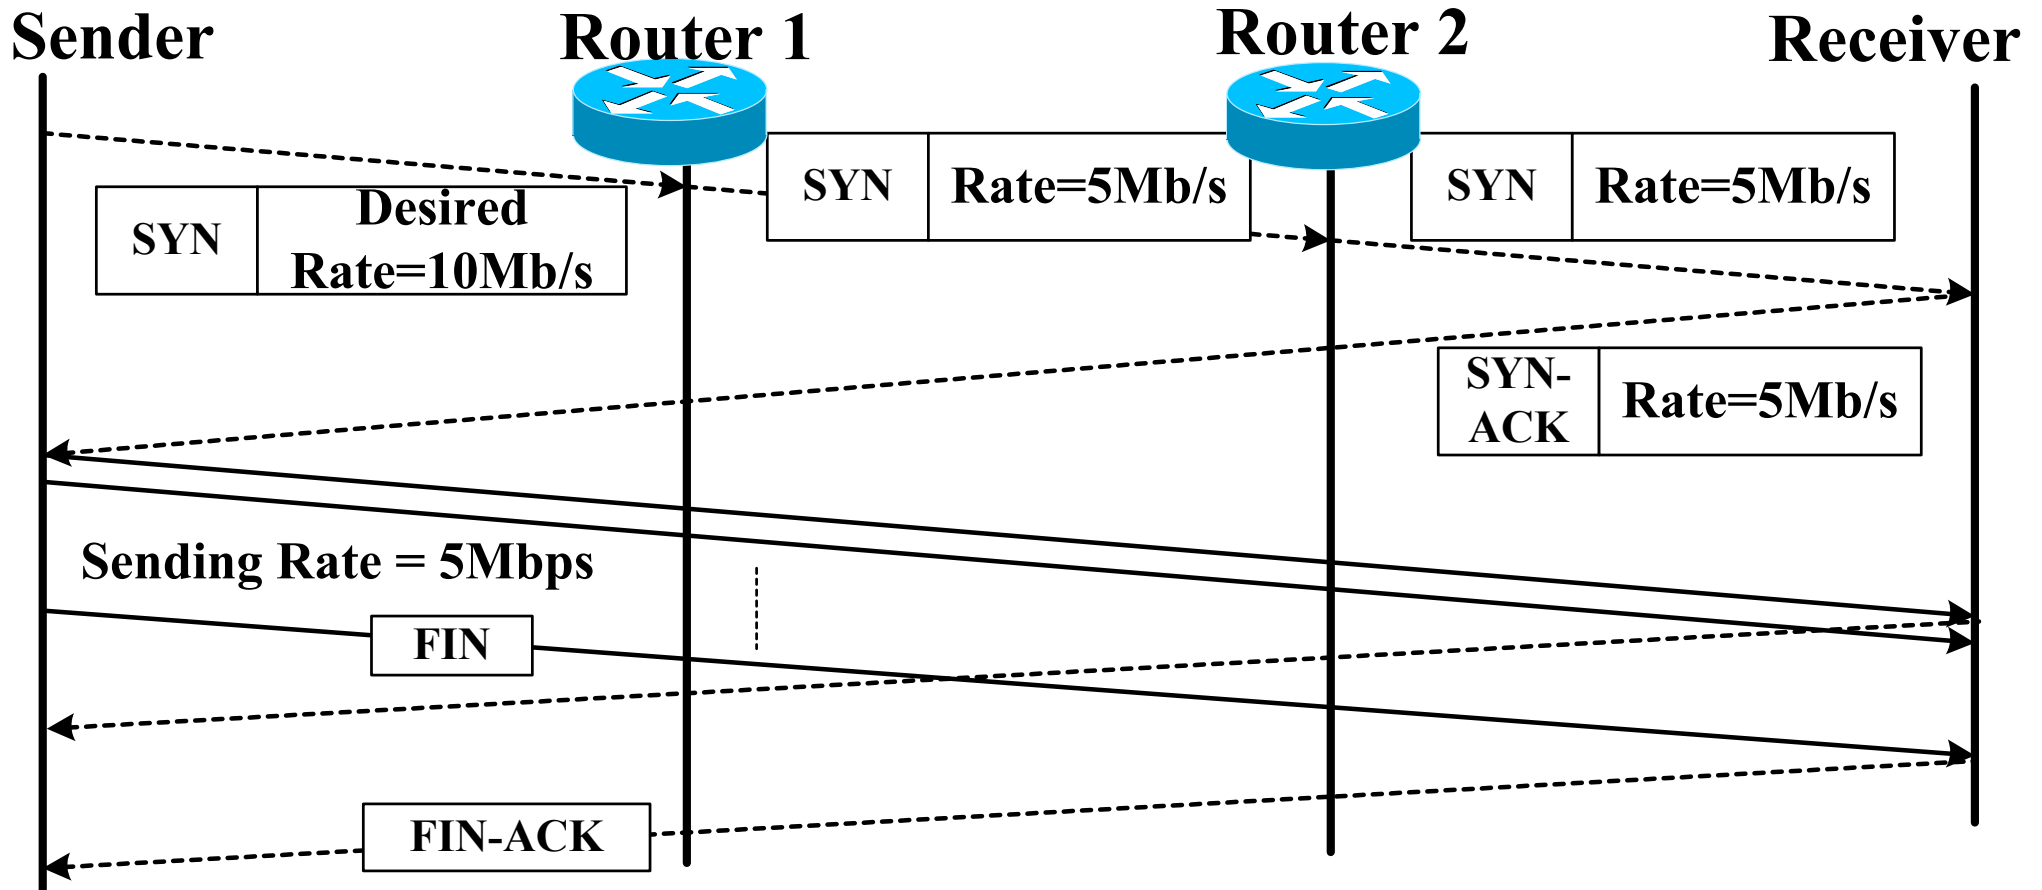 Sender
Router 1
Router 2
Receiver
SYN
Desired
Rate=10Mb/s
SYN
Rate=5Mb/s
SYN
Rate=5Mb/s
SYN-
ACK
Rate=5Mb/s
Sending Rate = 5Mbps
FIN
FIN-ACK